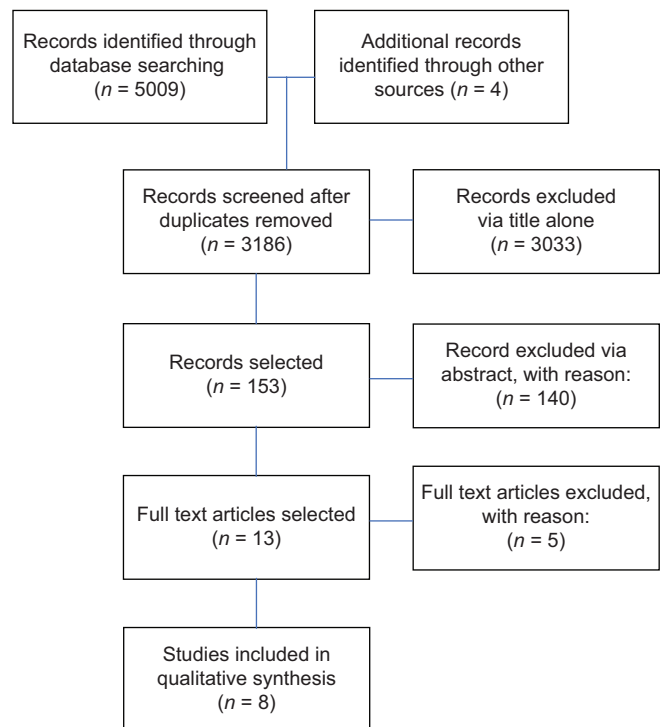 Records identified through
database searching
(n = 5009)
Additional records
identified through other
sources (n = 4)
Records screened after
duplicates removed
(n = 3186)
Records excluded
via title alone
(n = 3033)
Records selected
(n = 153)
Record excluded via
abstract, with reason:
(n = 140)
Full text articles selected
(n = 13)
Full text articles excluded,
with reason:
(n = 5)
Studies included in
qualitative synthesis
(n = 8)